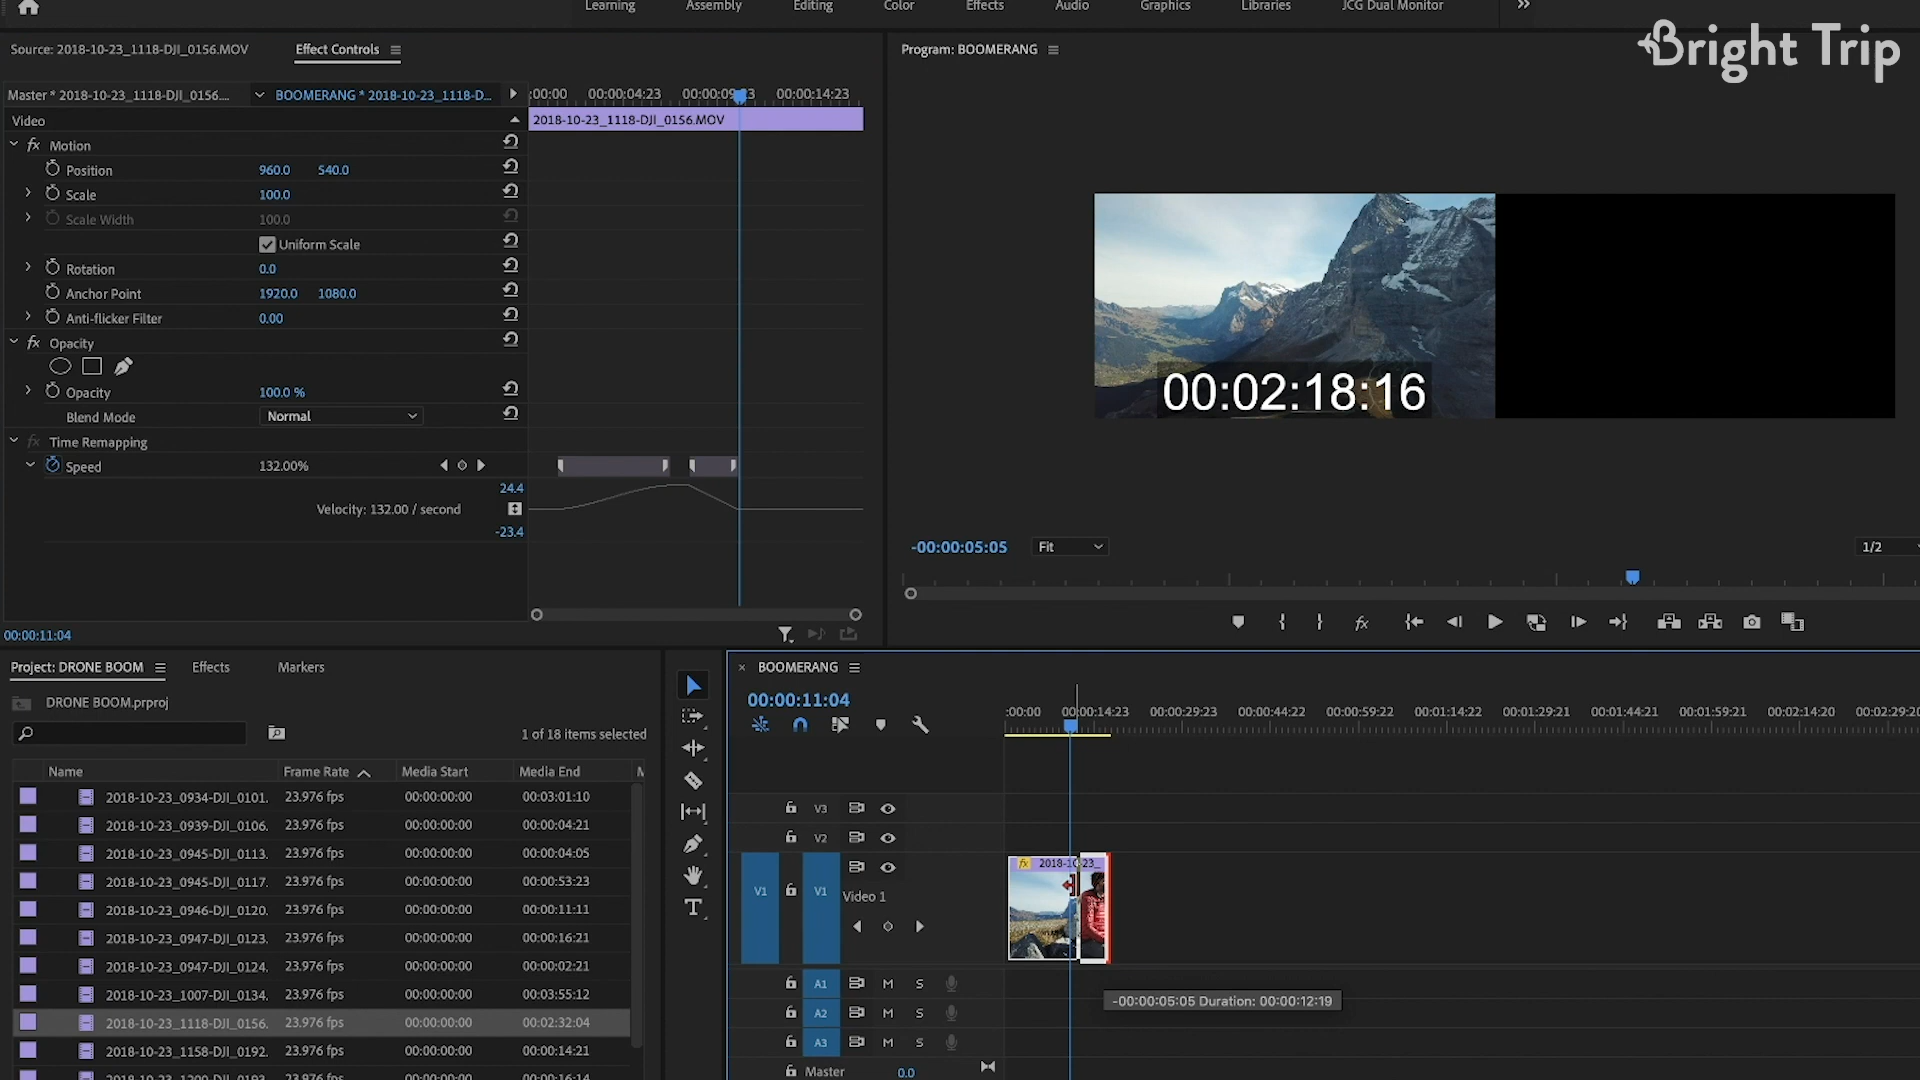 Learning Assembly Editing Color Effects Audio Graphics Libraries JCG Dual Monitor
Bright Trip
Source: 2018-10-23_1118-DJI_0156.MOV Effect Controls
Program: BOOMERANG
Master * 2018-10-23_1118-DJI_0156.... BOOMERANG * 2018-10-23_1118-D...
:00:00 00:00:04:23 00:00:09:23 00:00:14:23
Video
2018-10-23_1118-DJI_0156.MOV
fx Motion
Position 960.0 540.0
Scale 100.0
Scale Width 100.0
Uniform Scale
Rotation 0.0
Anchor Point 1920.0 1080.0
Anti-flicker Filter 0.00
fx Opacity
Opacity 100.0 %
Blend Mode Normal
fx Time Remapping
Speed 132.00%
24.4
Velocity: 132.00 / second
-23.4
00:00:11:04
00:02:18:16
-00:00:05:05 Fit 1/2
fx
Project: DRONE BOOM Effects Markers
DRONE BOOM.prproj
1 of 18 items selected
Name Frame Rate Media Start Media End M
2018-10-23_0934-DJI_0101. 23.976 fps 00:00:00:00 00:03:01:10
2018-10-23_0939-DJI_0106. 23.976 fps 00:00:00:00 00:00:04:21
2018-10-23_0945-DJI_0113. 23.976 fps 00:00:00:00 00:00:04:05
2018-10-23_0945-DJI_0117. 23.976 fps 00:00:00:00 00:00:53:23
2018-10-23_0946-DJI_0120. 23.976 fps 00:00:00:00 00:00:11:11
2018-10-23_0947-DJI_0123. 23.976 fps 00:00:00:00 00:00:16:21
2018-10-23_0947-DJI_0124. 23.976 fps 00:00:00:00 00:00:02:21
2018-10-23_1007-DJI_0134. 23.976 fps 00:00:00:00 00:03:55:12
2018-10-23_1118-DJI_0156. 23.976 fps 00:00:00:00 00:02:32:04
2018-10-23_1158-DJI_0192. 23.976 fps 00:00:00:00 00:00:14:21
T
BOOMERANG
00:00:11:04
:00:00 00:00:14:23 00:00:29:23 00:00:44:22 00:00:59:22 00:01:14:22 00:01:29:21 00:01:44:21 00:01:59:21 00:02:14:20 00:02:29:20
V3
V2
V1 V1 Video 1
fx 2018-10-23_
A1 M S
A2 M S
A3 M S
Master 0.0
-00:00:05:05 Duration: 00:00:12:19